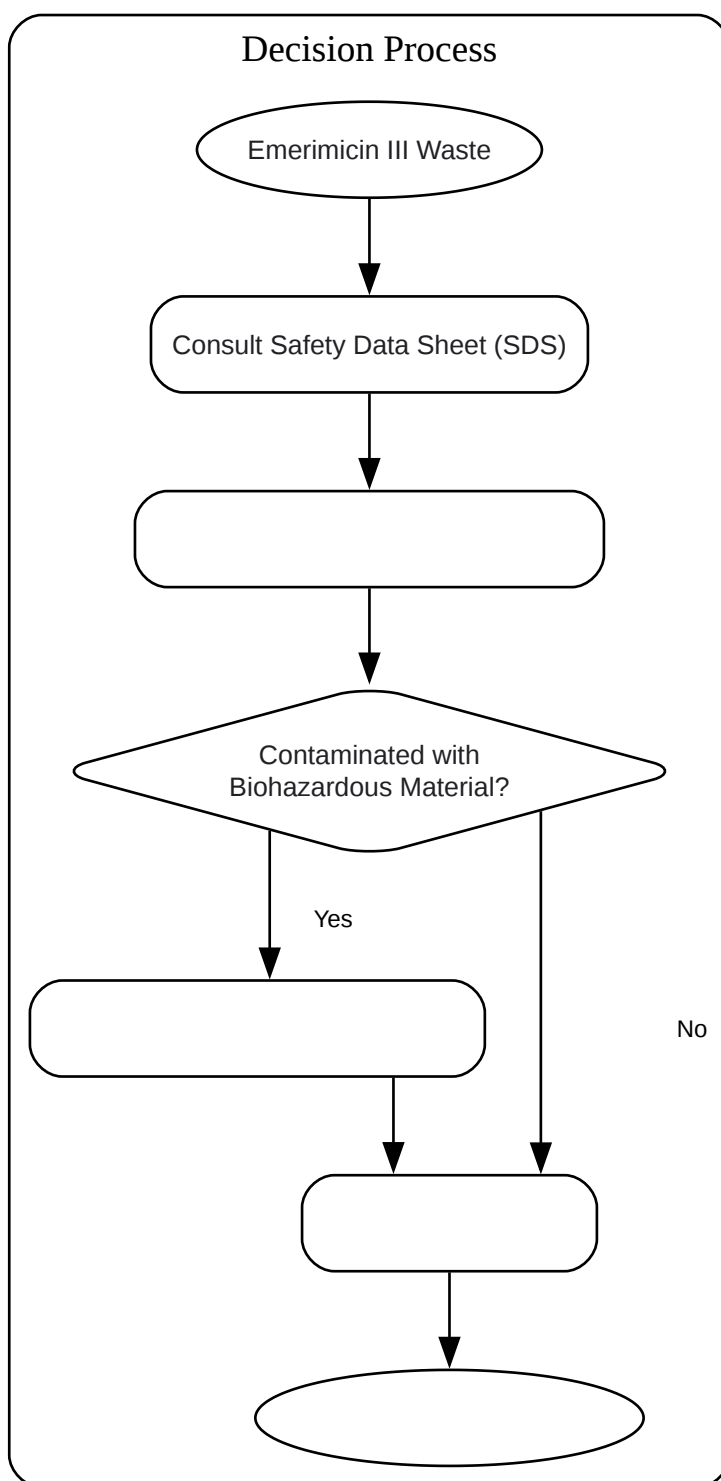 Decision Process
Emerimicin III Waste
Consult Safety Data Sheet (SDS)
Contaminated with
Biohazardous Material?
Yes
No